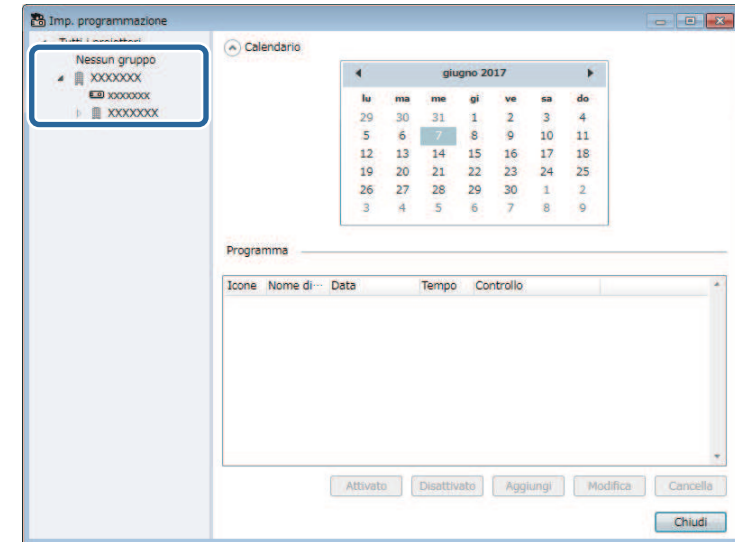 Imp. programmazione
Tutti i proiettori
Nessun gruppo
XXXXXXX
XXXXXXX
XXXXXXX
Calendario
giugno 2017
lu ma me gi ve sa do
29 30 31 1 2 3 4
5 6 7 8 9 10 11
12 13 14 15 16 17 18
19 20 21 22 23 24 25
26 27 28 29 30 1 2
3 4 5 6 7 8 9
Programma
Icone Nome di··· Data Tempo Controllo
Attivato Disattivato Aggiungi Modifica Cancella
Chiudi